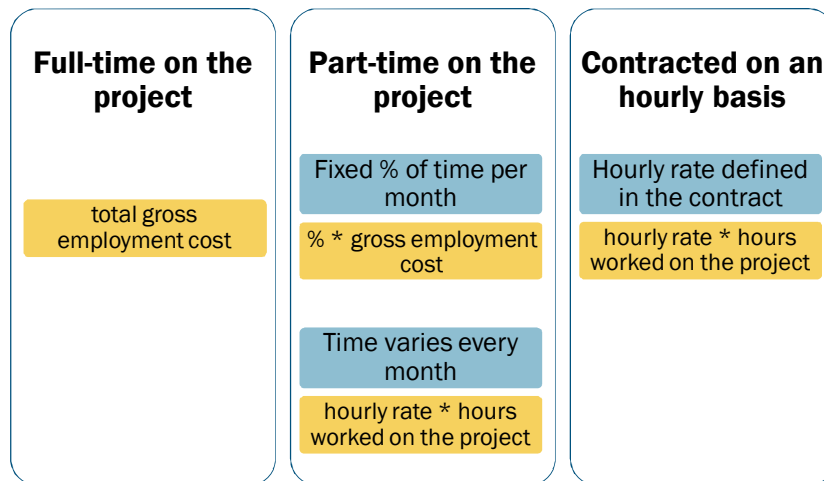 Full-time on the
project
total gross
employment cost
Part-time on the
project
Fixed % of time per
month
% * gross employment
cost
Time varies every
month
hourly rate * hours
worked on the project
Contracted on an
hourly basis
Hourly rate defined
in the contract
hourly rate * hours
worked on the project